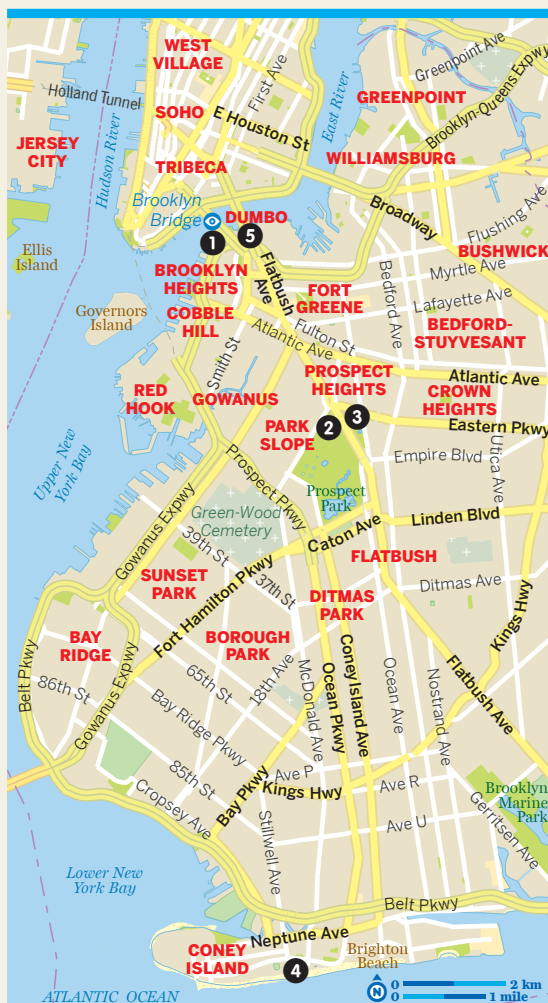 WEST
VILLAGE
First Ave
Greenpoint Ave
Brooklyn-Queens Expwy
Holland Tunnel
GREENPOINT
SOHO
E Houston St
East River
JERSEY
CITY
Hudson River
TRIBECA
WILLIAMSBURG
Brooklyn
Bridge
DUMBO
Broadway
Flushing Ave
1
5
BUSHWICK
Ellis
Island
BROOKLYN
HEIGHTS
Flatbush
Ave
Bedford Ave
Myrtle Ave
FORT
GREENE
Lafayette Ave
Governors
Island
COBBLE
HILL
Fulton St
BEDFORD-
STUYVESANT
Atlantic Ave
Smith St
PROSPECT
HEIGHTS
Atlantic Ave
RED
HOOK
GOWANUS
CROWN
HEIGHTS
PARK
SLOPE
2
3
Eastern Pkwy
Upper New
York Bay
Empire Blvd
Utica Ave
Prospect Pkwy
Prospect
Park
Green-Wood
Cemetery
Gowanus Expwy
Linden Blvd
Caton Ave
39th St
FLATBUSH
37th St
SUNSET
PARK
Fort Hamilton Pkwy
DITMAS
PARK
Ditmas Ave
Kings Hwy
BAY
RIDGE
BOROUGH
PARK
Belt Pkwy
Gowanus Expwy
86th St
65th St
18th Ave
McDonald Ave
Ocean Pkwy
Coney Island Ave
Ocean Ave
Nostrand Ave
Flatbush Ave
Bay Ridge Pkwy
85th St
Ave P
Kings Hwy
Ave R
Brooklyn
Marine
Park
Cropsey Ave
Bay Pkwy
Stillwell Ave
Ave U
Gerritsen Ave
Lower New
York Bay
Belt Pkwy
Neptune Ave
CONEY
ISLAND
4
Brighton
Beach
ATLANTIC OCEAN
N
0 2 km
0 1 mile